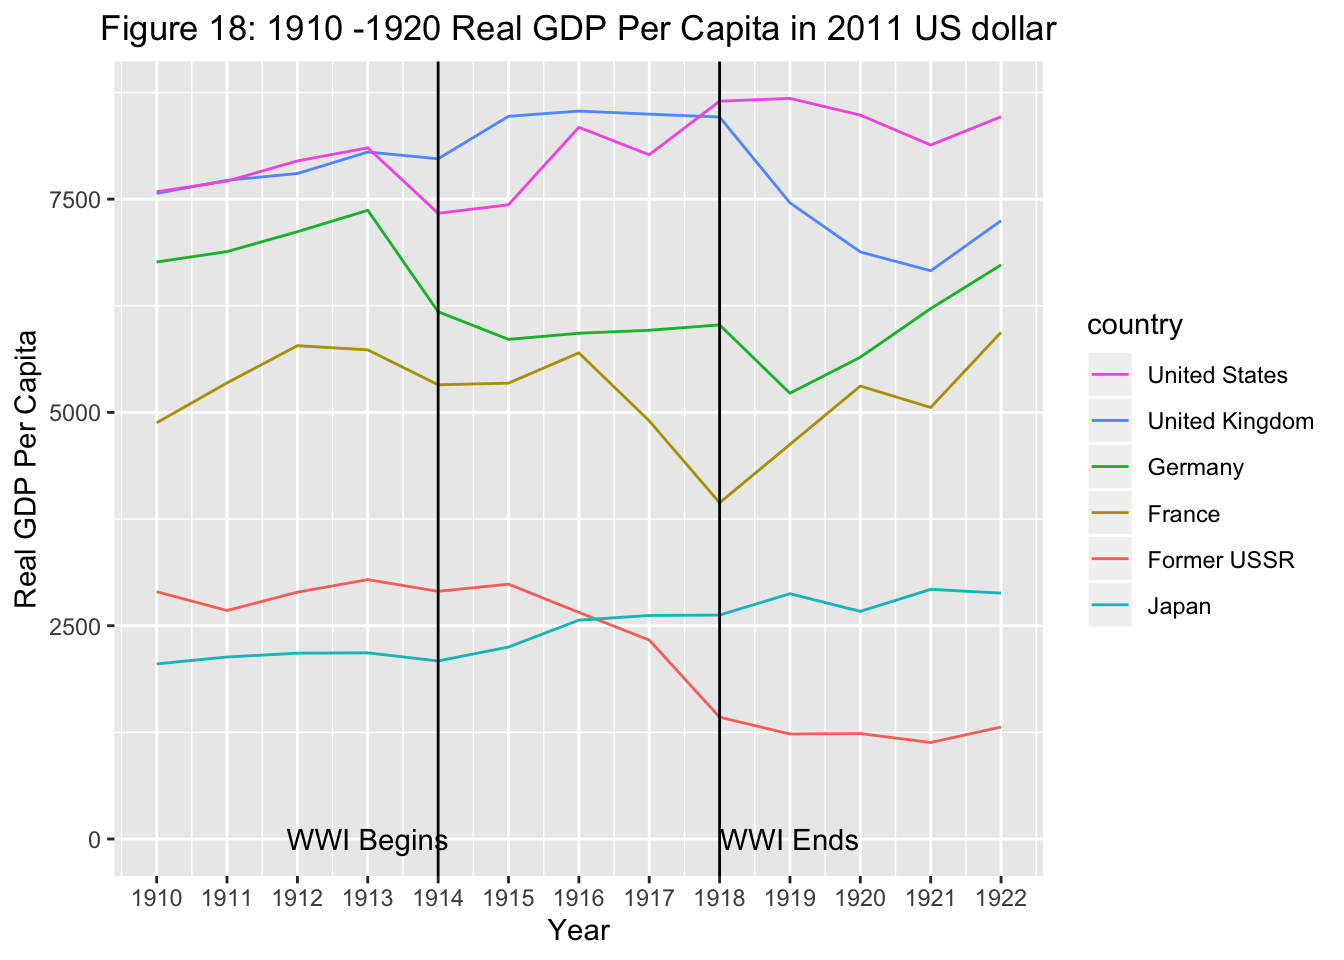 Figure 18: 1910 -1920 Real GDP Per Capita in 2011 US dollar
Real GDP Per Capita
7500
5000
2500
0
WWI Begins
WWI Ends
1910 1911 1912 1913 1914 1915 1916 1917 1918 1919 1920 1921 1922
Year
country
United States
United Kingdom
Germany
France
Former USSR
Japan